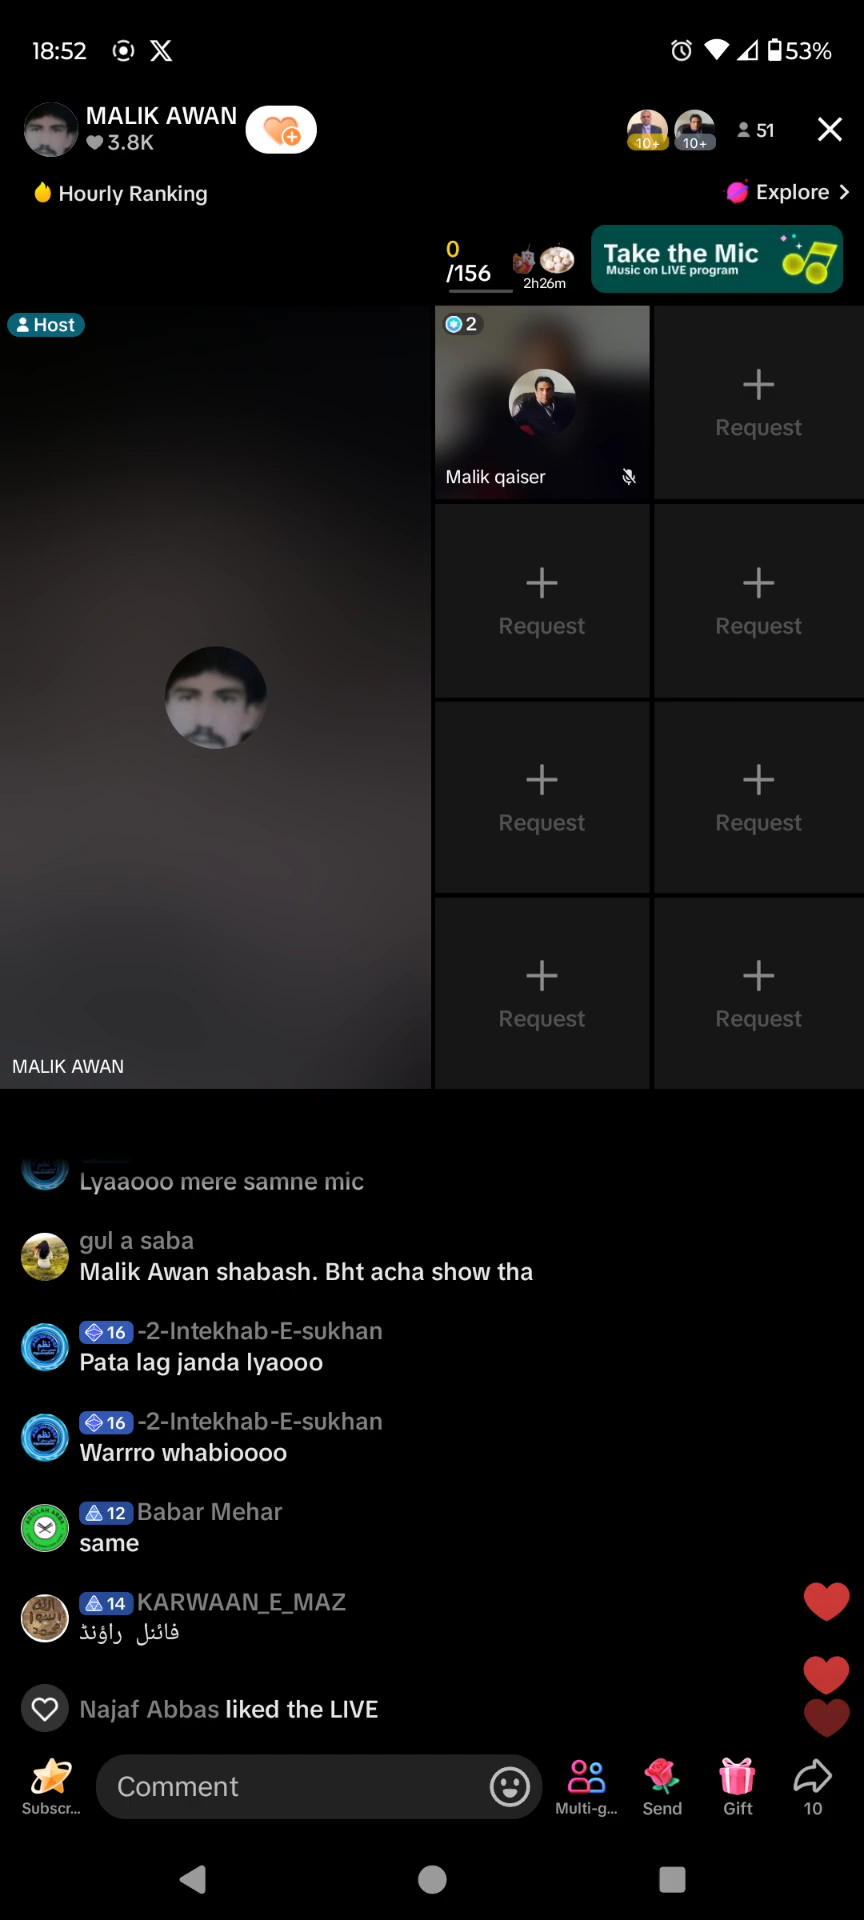 18:52
53%
MALIK AWAN
3.8K
10+
10+
51
Hourly Ranking
Explore
0
/156
2h26m
Take the Mic
Music on LIVE program
Host
2
Malik qaiser
Request
Request
Request
Request
Request
Request
Request
MALIK AWAN
Lyaaooo mere samne mic
gul a saba
Malik Awan shabash. Bht acha show tha
16 -2-Intekhab-E-sukhan
Pata lag janda lyaooo
16 -2-Intekhab-E-sukhan
Warrro whabioooo
12 Babar Mehar
same
14 KARWAAN_E_MAZ
فائنل راؤنڈ
Najaf Abbas liked the LIVE
Subscr...
Comment
Multi-g...
Send
Gift
10